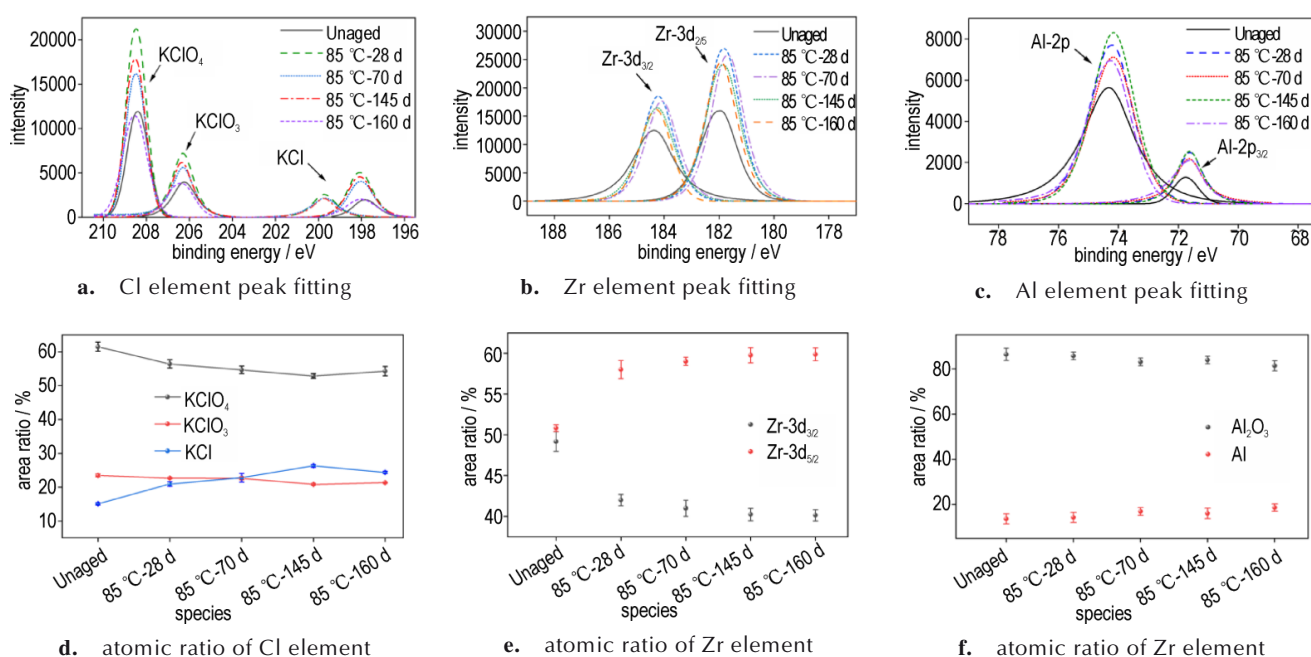 20000
15000
10000
5000
0
intensity
KClO₄
KClO₃
KCl
Unaged
85 ℃-28 d
85 ℃-70 d
85 ℃-145 d
85 ℃-160 d
210 208 206 204 202 200 198 196
binding energy / eV
a. Cl element peak fitting
30000
25000
20000
15000
10000
5000
0
intensity
Zr-3d₃/₂
Zr-3d₂/₅
Unaged
85 ℃-28 d
85 ℃-70 d
85 ℃-145 d
85 ℃-160 d
188 186 184 182 180 178
binding energy / eV
b. Zr element peak fitting
8000
6000
4000
2000
0
intensity
Al-2p
Al-2p₃/₂
Unaged
85 ℃-28 d
85 ℃-70 d
85 ℃-145 d
85 ℃-160 d
78 76 74 72 70 68
binding energy / eV
c. Al element peak fitting
60
50
40
30
20
10
area ratio / %
KClO₄
KClO₃
KCl
Unaged
85 ℃-28 d
85 ℃-70 d
85 ℃-145 d
85 ℃-160 d
species
d. atomic ratio of Cl element
60
55
50
45
40
area ratio / %
Zr-3d₃/₂
Zr-3d₅/₂
Unaged
85 ℃-28 d
85 ℃-70 d
85 ℃-145 d
85 ℃-160 d
species
e. atomic ratio of Zr element
80
60
40
20
area ratio / %
Al₂O₃
Al
Unaged
85 ℃-28 d
85 ℃-70 d
85 ℃-145 d
85 ℃-160 d
species
f. atomic ratio of Zr element